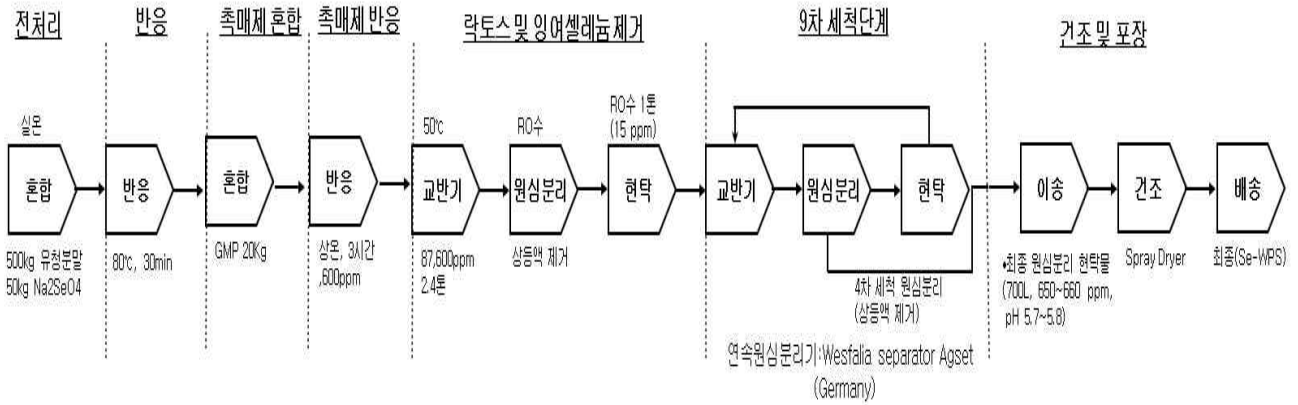 전처리
반응
촉매제 혼합
촉매제 반응
락토스 및 잉여셀레늄 제거
9차 세척단계
건조 및 포장
실온
50℃
RO수
RO수 1톤
(15 ppm)
혼합
반응
혼합
반응
교반기
원심분리
현탁
교반기
원심분리
현탁
이송
건조
배송
500kg 유청분말
50kg Na2SeO4
80℃, 30min
GMP 20Kg
상온, 3시간
,600ppm
87,600ppm
2.4톤
상등액 제거
4차 세척 원심분리
(상등액 제거)
•최종 원심분리 현탁물
(700L, 650~660 ppm,
pH 5.7~5.8)
Spray Dryer
최종(Se-WPS)
연속원심분리기:Wesfalia separator Agset
(Germany)